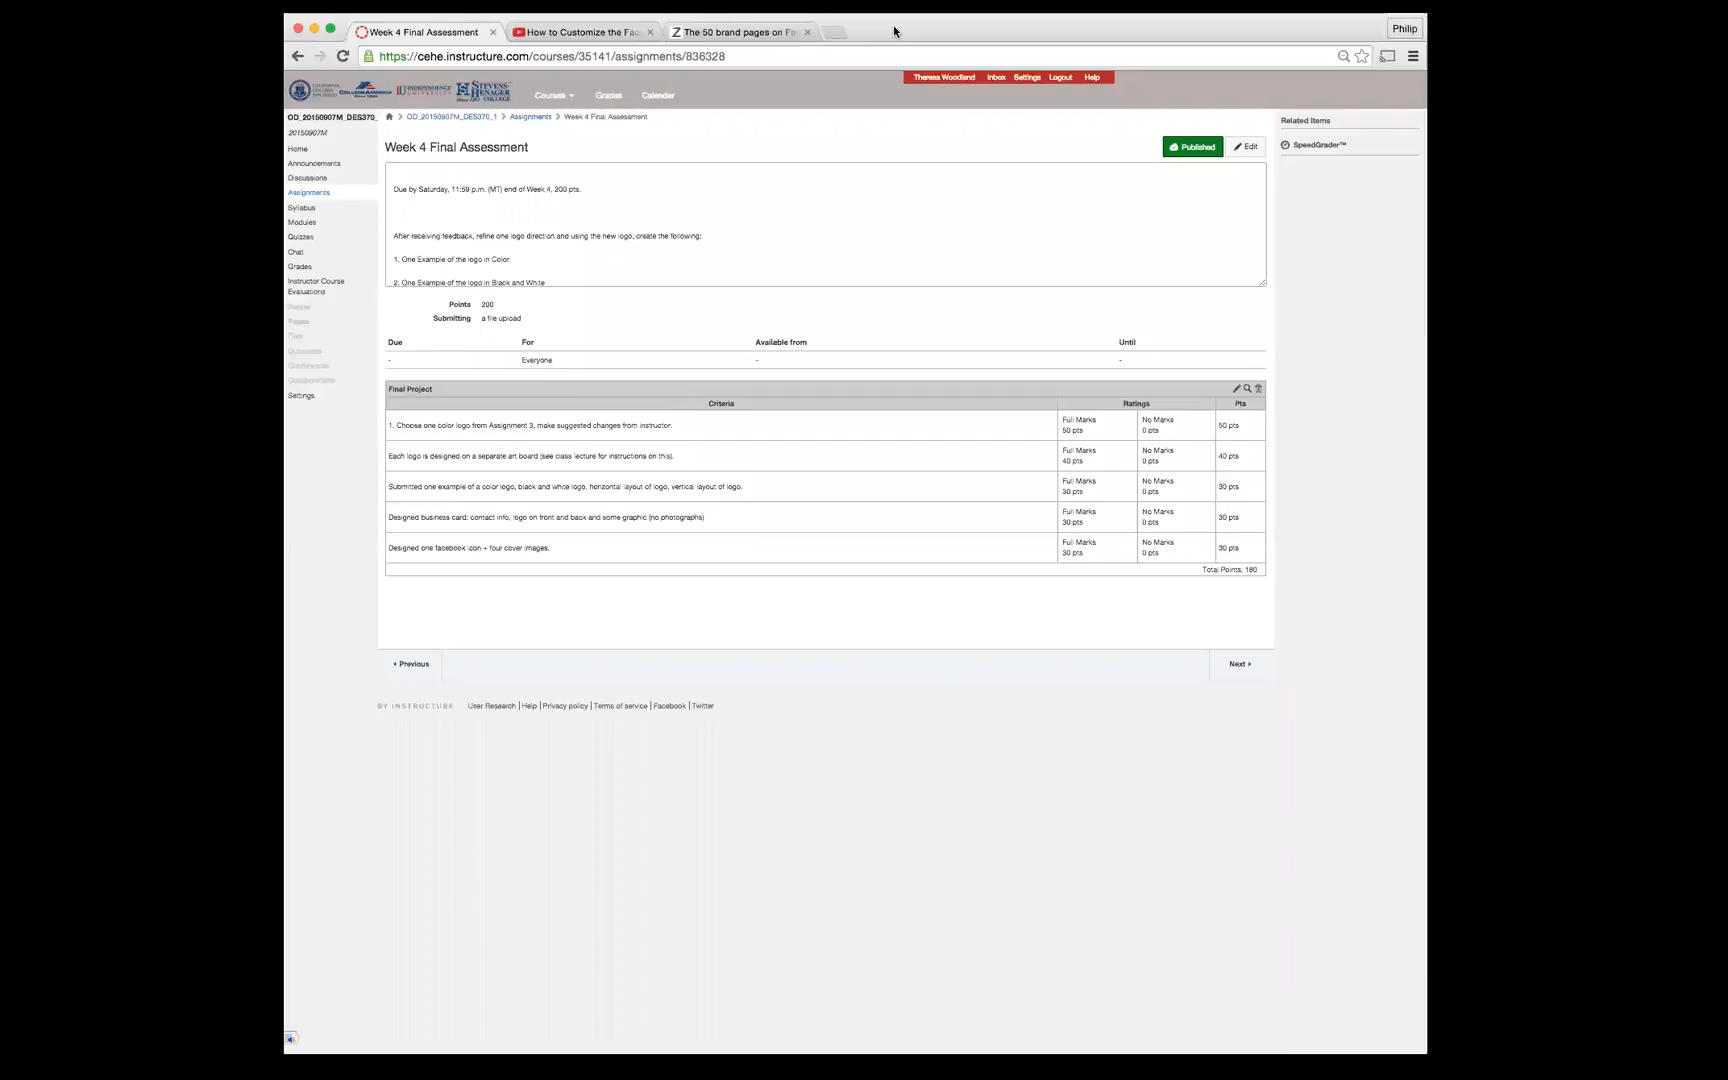 Week 4 Final Assessment
How to Customize the Fac
The 50 brand pages on F
Philip
https://cehe.instructure.com/courses/35141/assignments/836328
Theresa Woodland Inbox Settings Logout Help
COLLEGEAMERICA INDEPENDENCE UNIVERSITY STEVENS-HENAGER COLLEGE
Courses Grades Calendar
OD_20150907M_DES370_
20150907M
Home
Announcements
Discussions
Assignments
Syllabus
Modules
Quizzes
Chat
Grades
Instructor Course
Evaluations
People
Pages
Files
Outcomes
Conferences
Collaborations
Settings
OD_20150907M_DES370_1 > Assignments > Week 4 Final Assessment
Week 4 Final Assessment
Published
Edit
Due by Saturday, 11:59 p.m. (MT) end of Week 4, 200 pts.
After receiving feedback, refine one logo direction and using the new logo, create the following:
1. One Example of the logo in Color
2. One Example of the logo in Black and White
Points 200
Submitting a file upload
Due For Available from Until
- Everyone - -
Final Project
Criteria Ratings Pts
1. Choose one color logo from Assignment 3, make suggested changes from instructor.
Full Marks No Marks
50 pts 0 pts
50 pts
Each logo is designed on a separate art board (see class lecture for instructions on this).
Full Marks No Marks
40 pts 0 pts
40 pts
Submitted one example of a color logo, black and white logo, horizontal layout of logo, vertical layout of logo.
Full Marks No Marks
30 pts 0 pts
30 pts
Designed business card: contact info, logo on front and back and some graphic (no photographs)
Full Marks No Marks
30 pts 0 pts
30 pts
Designed one facebook icon + four cover images.
Full Marks No Marks
30 pts 0 pts
30 pts
Total Points: 180
Previous
Next
BY INSTRUCTURE User Research | Help | Privacy policy | Terms of service | Facebook | Twitter
Related Items
SpeedGrader™